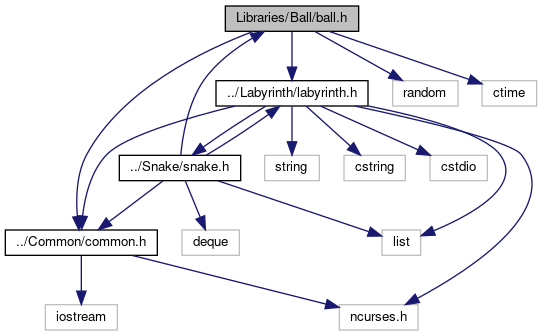 Libraries/Ball/ball.h
../Labyrinth/labyrinth.h
random
ctime
../Snake/snake.h
string
cstring
cstdio
../Common/common.h
deque
list
iostream
ncurses.h